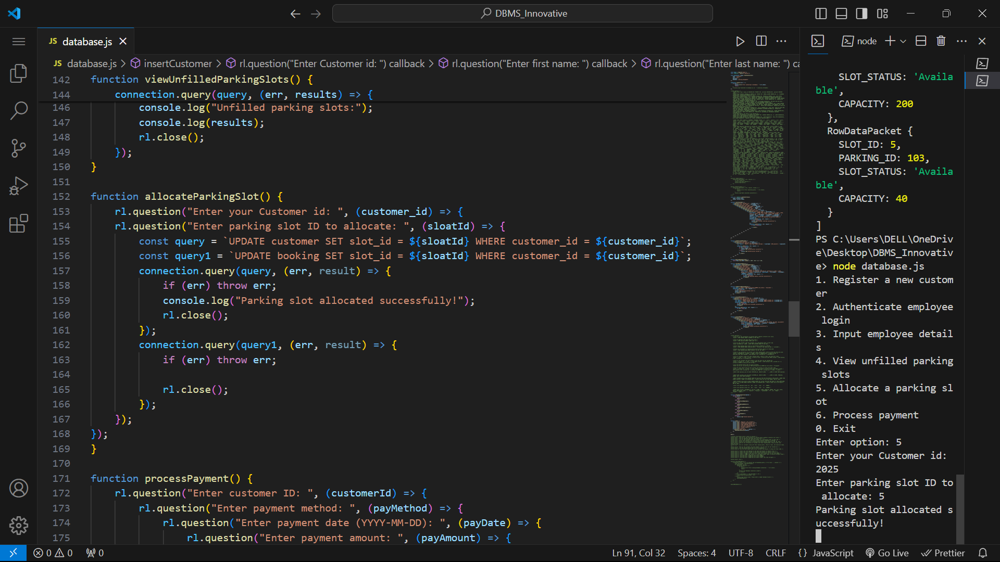 DBMS_Innovative
JS database.js
node
JS database.js > insertCustomer > rl.question("Enter Customer id: ") callback > rl.question("Enter first name: ") callback > rl.question("Enter last name: ") ca
142 function viewUnfilledParkingSlots() {
144 connection.query(query, (err, results) => {
146 console.log("Unfilled parking slots:");
147 console.log(results);
148 rl.close();
149 });
150 }
151
152 function allocateParkingSlot() {
153 rl.question("Enter your Customer id: ", (customer_id) => {
154 rl.question("Enter parking slot ID to allocate: ", (sloatId) => {
155 const query = `UPDATE customer SET slot_id = ${sloatId} WHERE customer_id = ${customer_id}`;
156 const query1 = `UPDATE booking SET slot_id = ${sloatId} WHERE customer_id = ${customer_id}`;
157 connection.query(query, (err, result) => {
158 if (err) throw err;
159 console.log("Parking slot allocated successfully!");
160 rl.close();
161 });
162 connection.query(query1, (err, result) => {
163 if (err) throw err;
164
165 rl.close();
166 });
167 });
168 });
169 }
170
171 function processPayment() {
172 rl.question("Enter customer ID: ", (customerId) => {
173 rl.question("Enter payment method: ", (payMethod) => {
174 rl.question("Enter payment date (YYYY-MM-DD): ", (payDate) => {
175 rl.question("Enter payment amount: ", (payAmount) => {
SLOT_STATUS: 'Availa
ble',
CAPACITY: 200
},
RowDataPacket {
SLOT_ID: 5,
PARKING_ID: 103,
SLOT_STATUS: 'Availa
ble',
CAPACITY: 40
}
]
PS C:\Users\DELL\OneDriv
e\Desktop\DBMS_Innovativ
e> node database.js
1. Register a new custom
er
2. Authenticate employee
login
3. Input employee detail
s
4. View unfilled parking
slots
5. Allocate a parking sl
ot
6. Process payment
0. Exit
Enter option: 5
Enter your Customer id:
2025
Enter parking slot ID to
allocate: 5
Parking slot allocated s
uccessfully!
0 0 0 Ln 91, Col 32 Spaces: 4 UTF-8 CRLF {} JavaScript Go Live Prettier